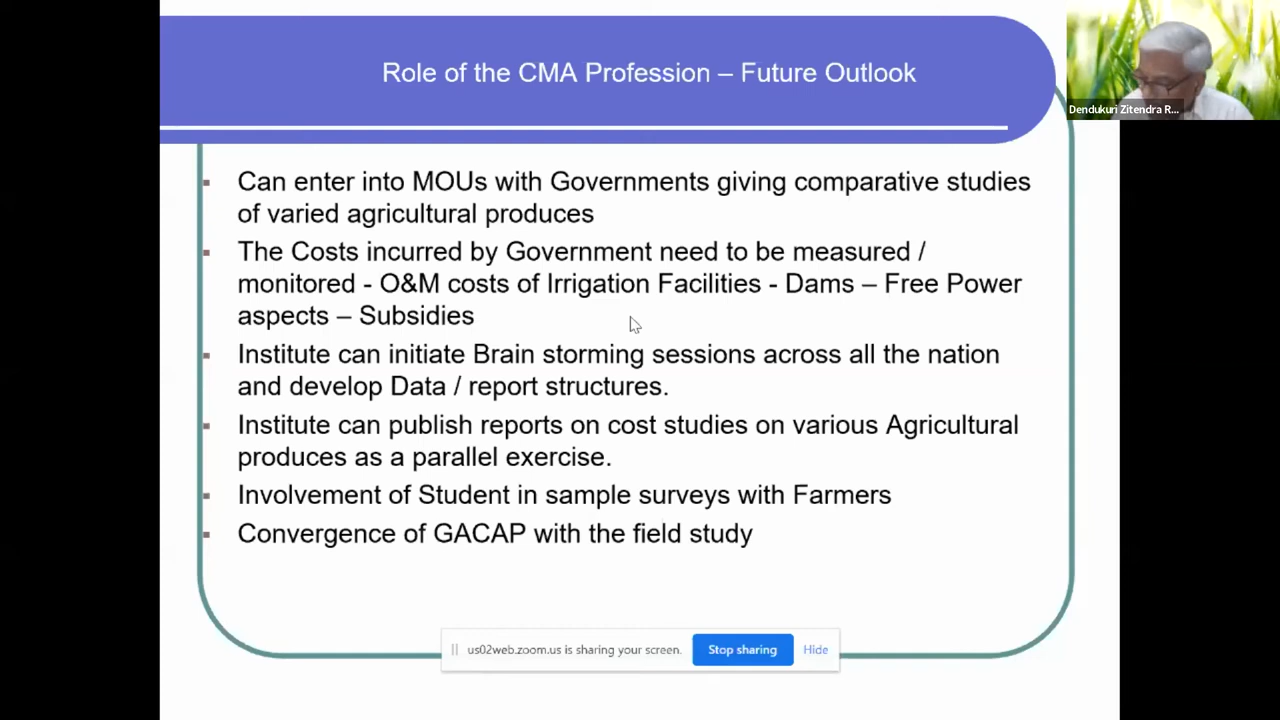 Role of the CMA Profession – Future Outlook
Dendukuri Zitendra R...
Can enter into MOUs with Governments giving comparative studies
of varied agricultural produces
The Costs incurred by Government need to be measured /
monitored - O&M costs of Irrigation Facilities - Dams – Free Power
aspects – Subsidies
Institute can initiate Brain storming sessions across all the nation
and develop Data / report structures.
Institute can publish reports on cost studies on various Agricultural
produces as a parallel exercise.
Involvement of Student in sample surveys with Farmers
Convergence of GACAP with the field study
us02web.zoom.us is sharing your screen. Stop sharing Hide